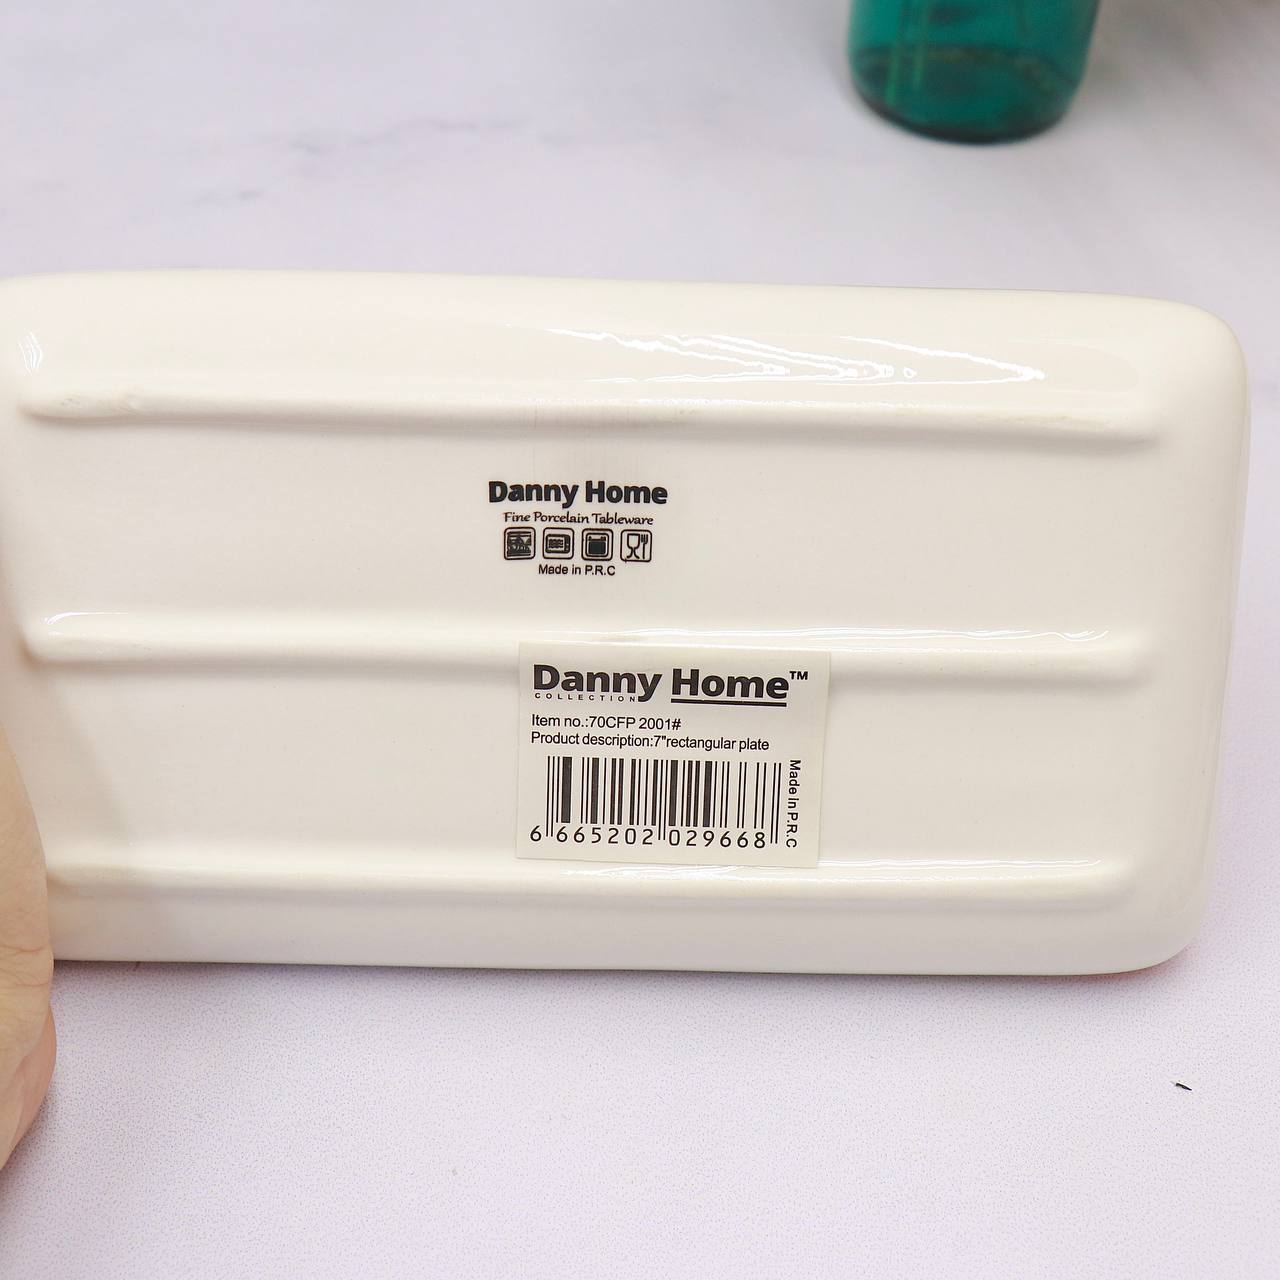 Danny Home
Fine Porcelain Tableware
Made in P.R.C
Danny Home™
COLLECTION
Item no.:70CFP 2001#
Product description:7"rectangular plate
Made in P.R.C
6 665202 029668